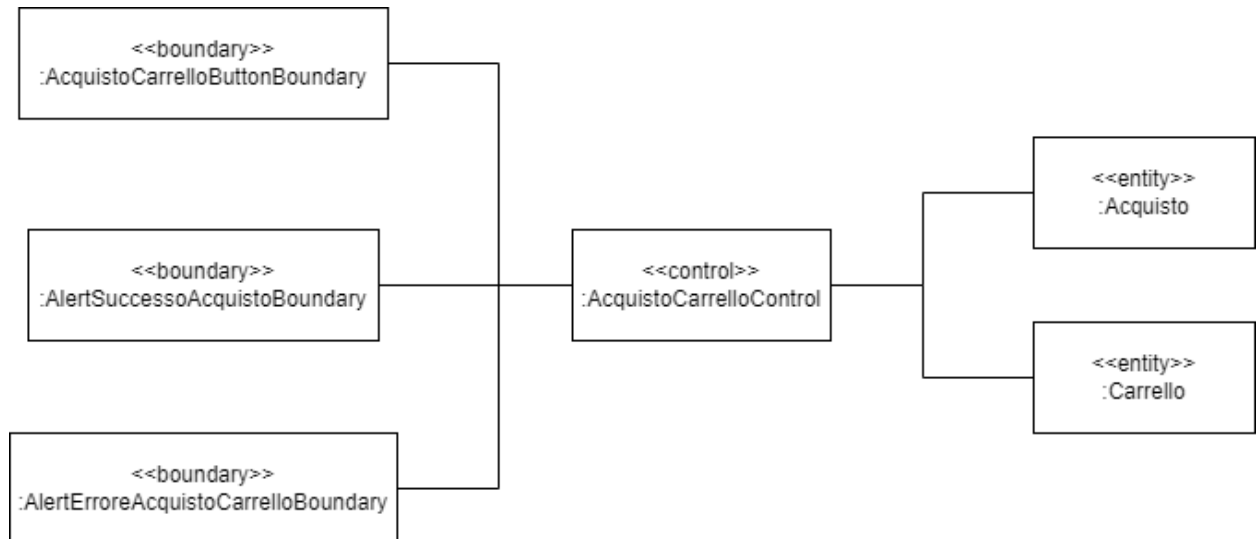 <<boundary>>
:AcquistoCarrelloButtonBoundary
<<boundary>>
:AlertSuccessoAcquistoBoundary
<<boundary>>
:AlertErroreAcquistoCarrelloBoundary
<<control>>
:AcquistoCarrelloControl
<<entity>>
:Acquisto
<<entity>>
:Carrello